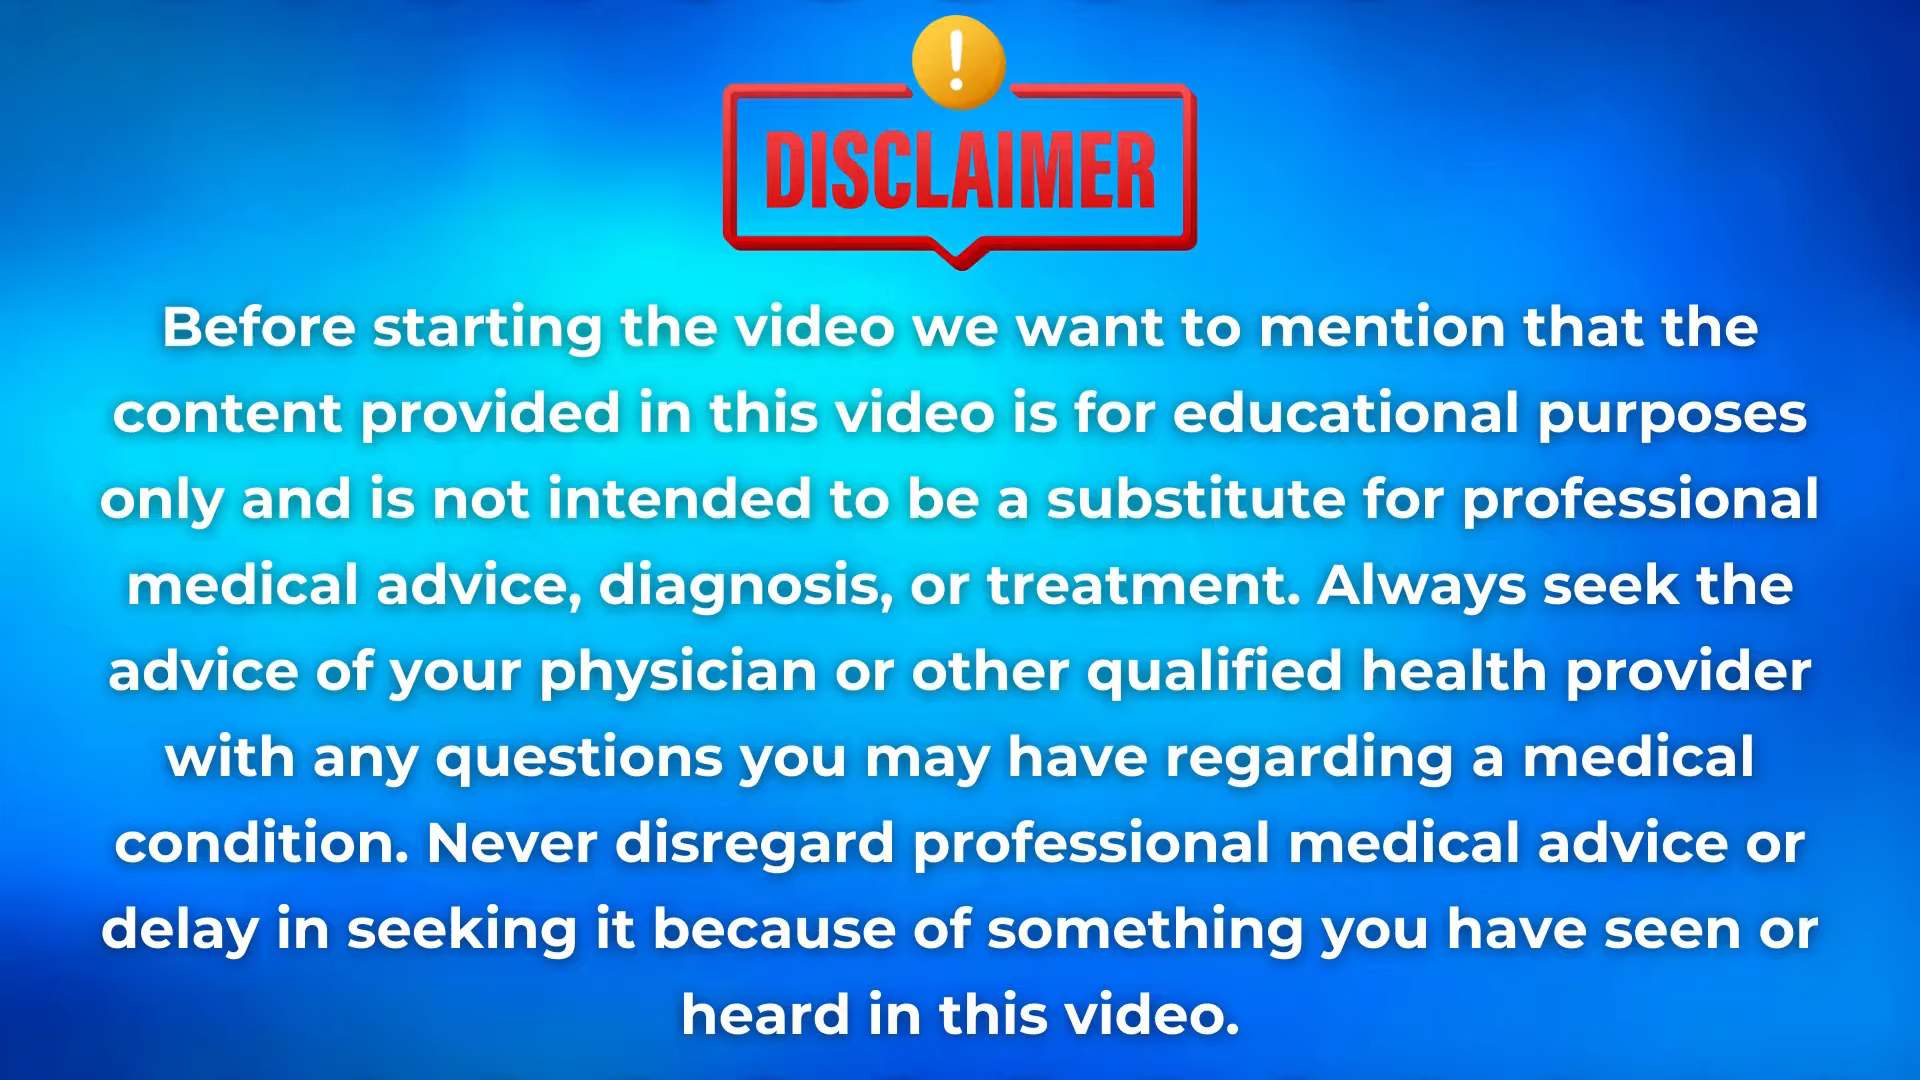 !
DISCLAIMER
Before starting the video we want to mention that the
content provided in this video is for educational purposes
only and is not intended to be a substitute for professional
medical advice, diagnosis, or treatment. Always seek the
advice of your physician or other qualified health provider
with any questions you may have regarding a medical
condition. Never disregard professional medical advice or
delay in seeking it because of something you have seen or
heard in this video.